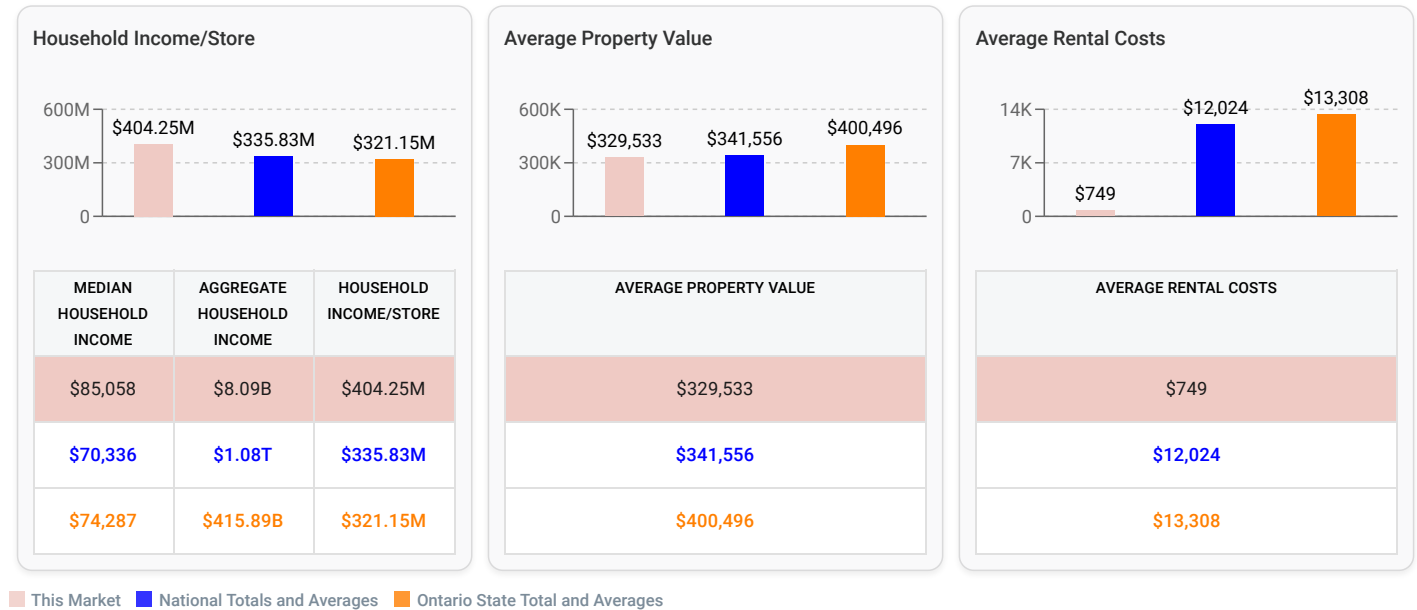 Household Income/Store
600M
300M
0
$404.25M
$335.83M
$321.15M
MEDIAN HOUSEHOLD INCOME
AGGREGATE HOUSEHOLD INCOME
HOUSEHOLD INCOME/STORE
$85,058
$8.09B
$404.25M
$70,336
$1.08T
$335.83M
$74,287
$415.89B
$321.15M
Average Property Value
600K
300K
0
$329,533
$341,556
$400,496
AVERAGE PROPERTY VALUE
$329,533
$341,556
$400,496
Average Rental Costs
14K
7K
0
$749
$12,024
$13,308
AVERAGE RENTAL COSTS
$749
$12,024
$13,308
This Market
National Totals and Averages
Ontario State Total and Averages